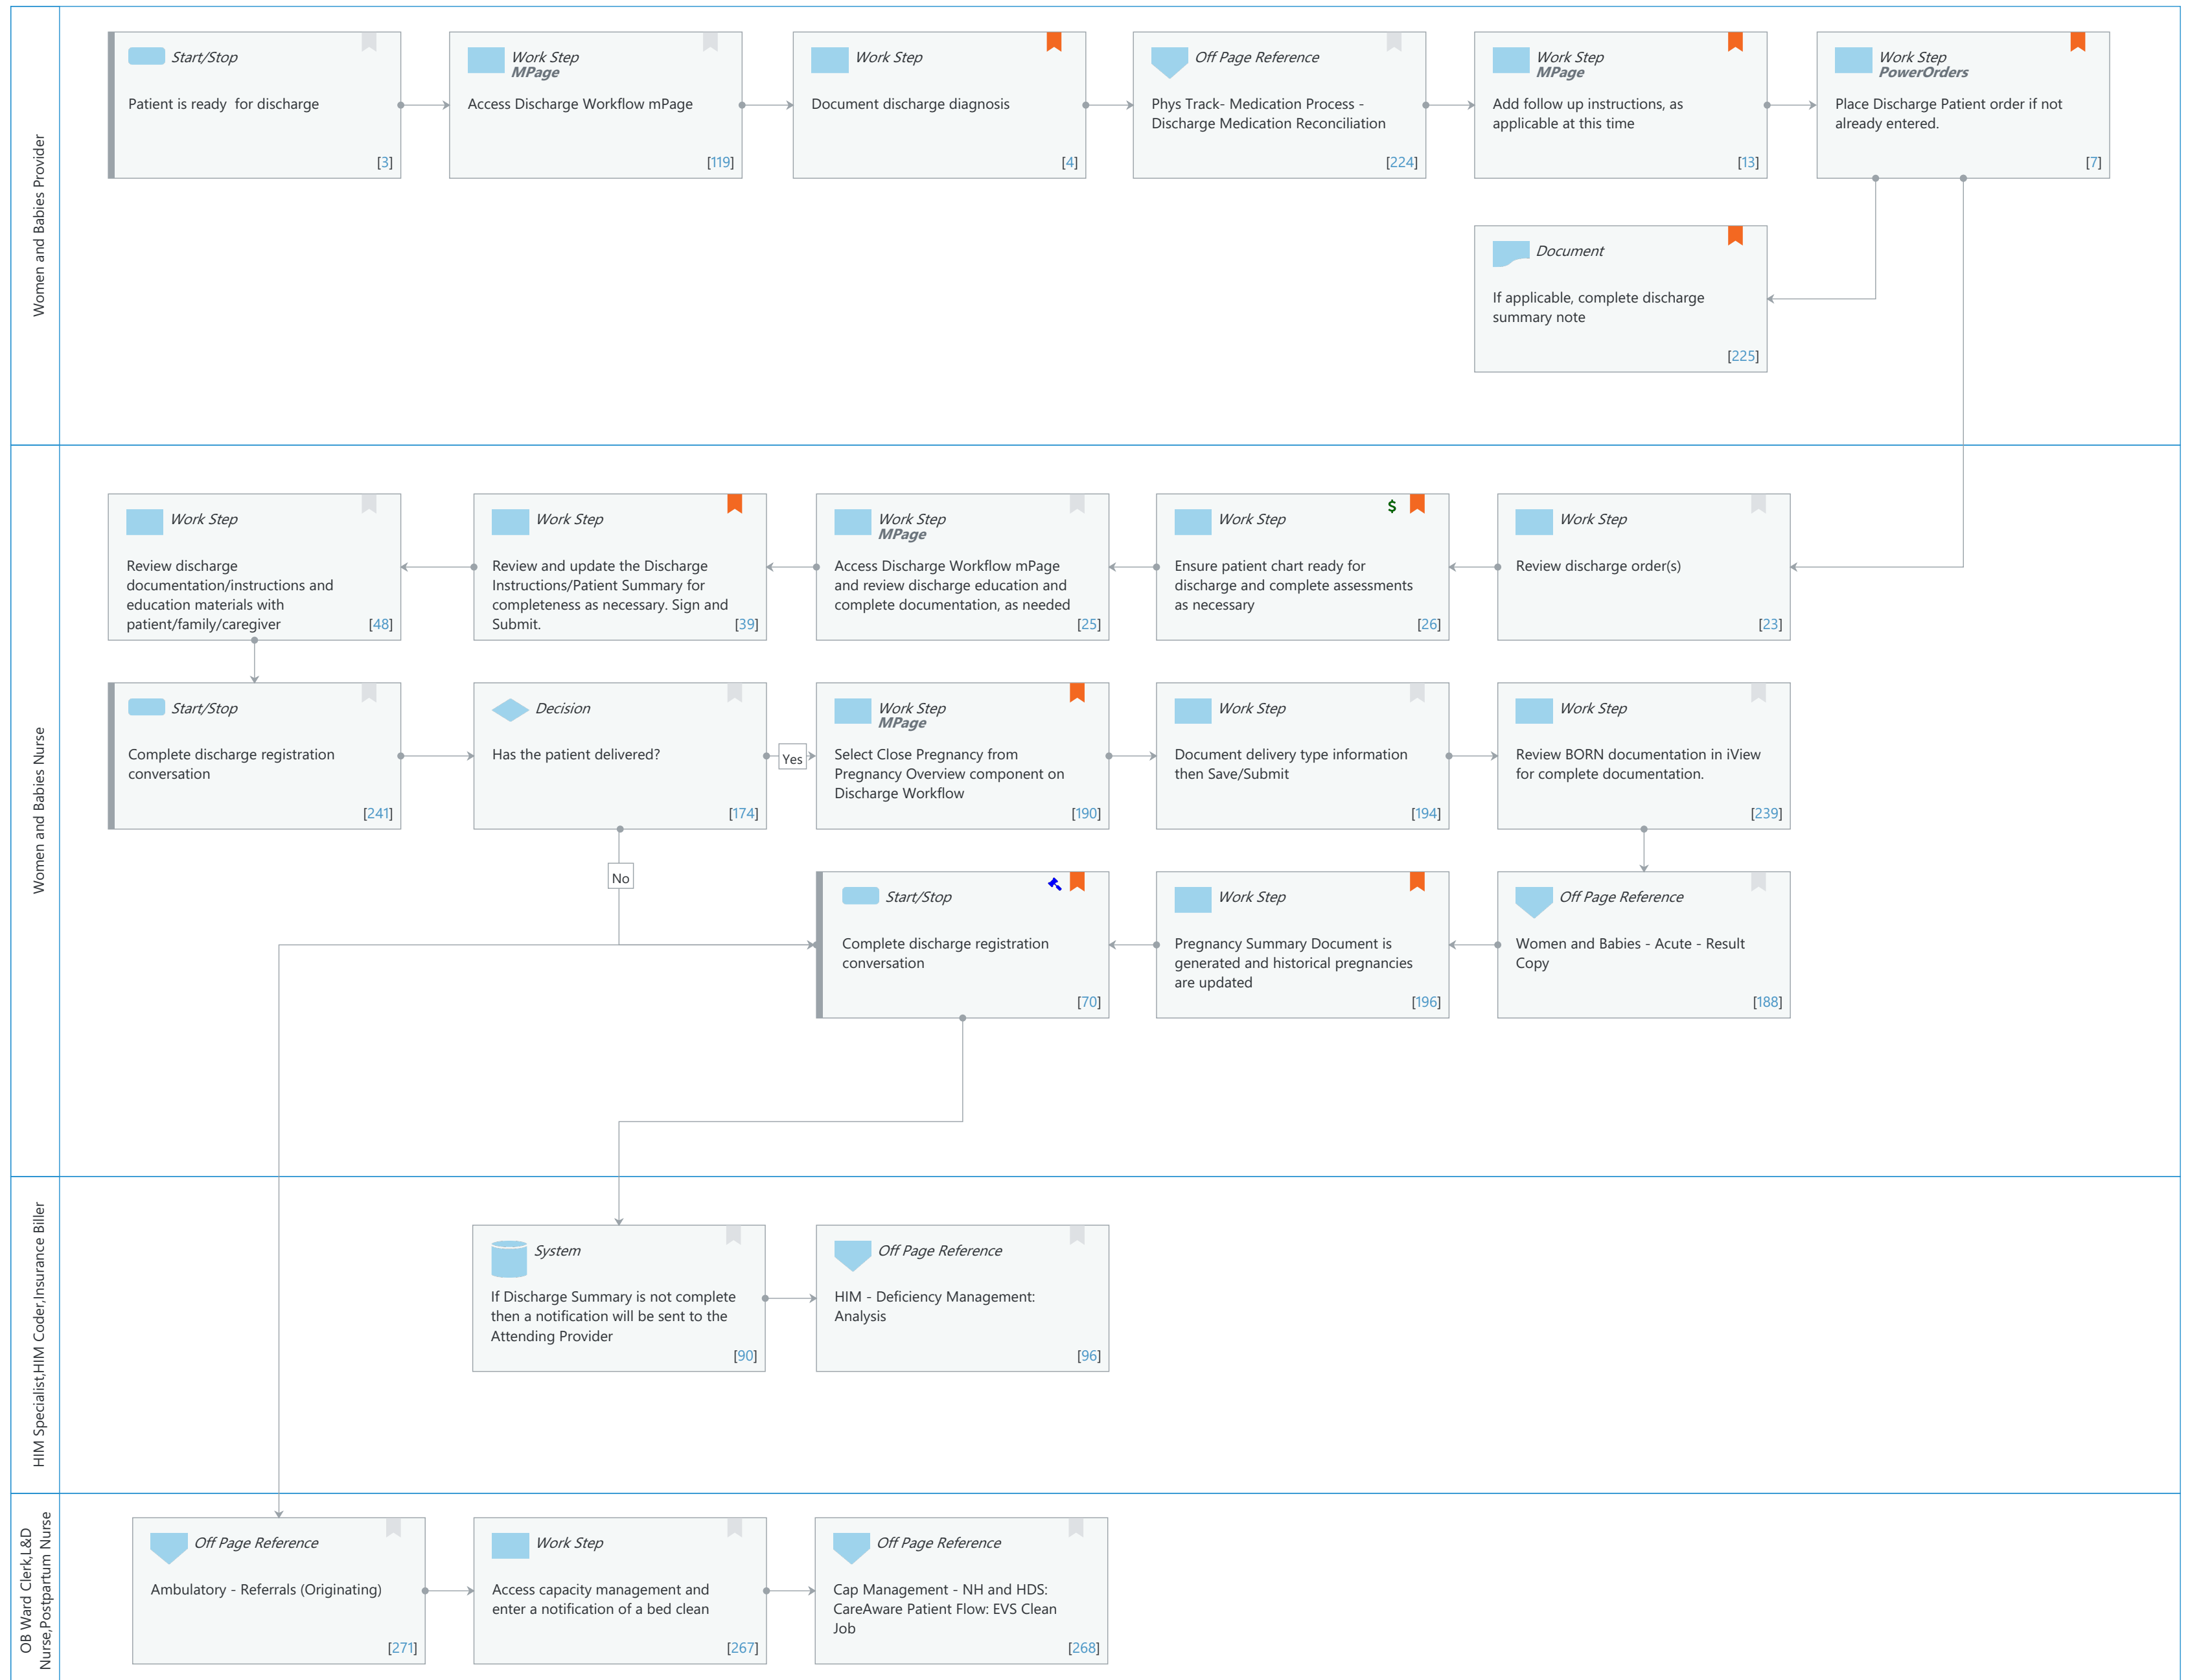 Women and Babies Provider
Start/Stop
Patient is ready  for discharge
[3]
Work Step
MPage
Access Discharge Workflow mPage
[119]
Work Step
Document discharge diagnosis
[4]
Off Page Reference
Phys Track- Medication Process -
Discharge Medication Reconciliation
[224]
Work Step
MPage
Add follow up instructions, as
applicable at this time
[13]
Work Step
PowerOrders
Place Discharge Patient order if not
already entered.
[7]
Document
If applicable, complete discharge
summary note
[225]
Women and Babies Nurse
Work Step
Review discharge
documentation/instructions and
education materials with
patient/family/caregiver
[48]
Work Step
Review and update the Discharge
Instructions/Patient Summary for
completeness as necessary. Sign and
Submit.
[39]
Work Step
MPage
Access Discharge Workflow mPage
and review discharge education and
complete documentation, as needed
[25]
$
Work Step
Ensure patient chart ready for
discharge and complete assessments
as necessary
[26]
Work Step
Review discharge order(s)
[23]
Start/Stop
Complete discharge registration
conversation
[241]
Decision
Has the patient delivered?
[174]
Yes
Work Step
MPage
Select Close Pregnancy from
Pregnancy Overview component on
Discharge Workflow
[190]
Work Step
Document delivery type information
then Save/Submit
[194]
Work Step
Review BORN documentation in iView
for complete documentation.
[239]
No
Start/Stop
Complete discharge registration
conversation
[70]
Work Step
Pregnancy Summary Document is
generated and historical pregnancies
are updated
[196]
Off Page Reference
Women and Babies - Acute - Result
Copy
[188]
HIM Specialist,HIM Coder,Insurance Biller
System
If Discharge Summary is not complete
then a notification will be sent to the
Attending Provider
[90]
Off Page Reference
HIM - Deficiency Management:
Analysis
[96]
OB Ward Clerk,L&D
Nurse,Postpartum Nurse
Off Page Reference
Ambulatory - Referrals (Originating)
[271]
Work Step
Access capacity management and
enter a notification of a bed clean
[267]
Off Page Reference
Cap Management - NH and HDS:
CareAware Patient Flow: EVS Clean
Job
[268]